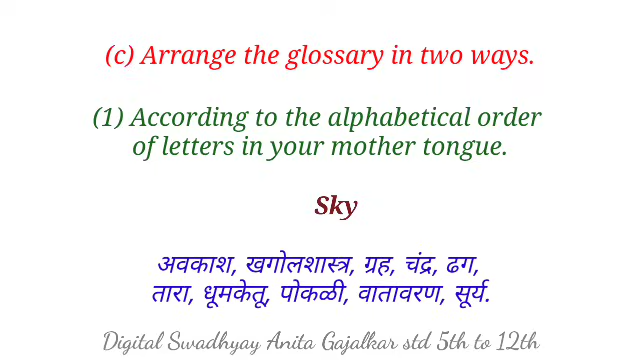 (c) Arrange the glossary in two ways.
(1) According to the alphabetical order
of letters in your mother tongue.
Sky
अवकाश, खगोलशास्त्र, ग्रह, चंद्र, ढग,
तारा, धूमकेतू, पोकळी, वातावरण, सूर्य.
Digital Swadhyay Anita Gajalkar std 5th to 12th